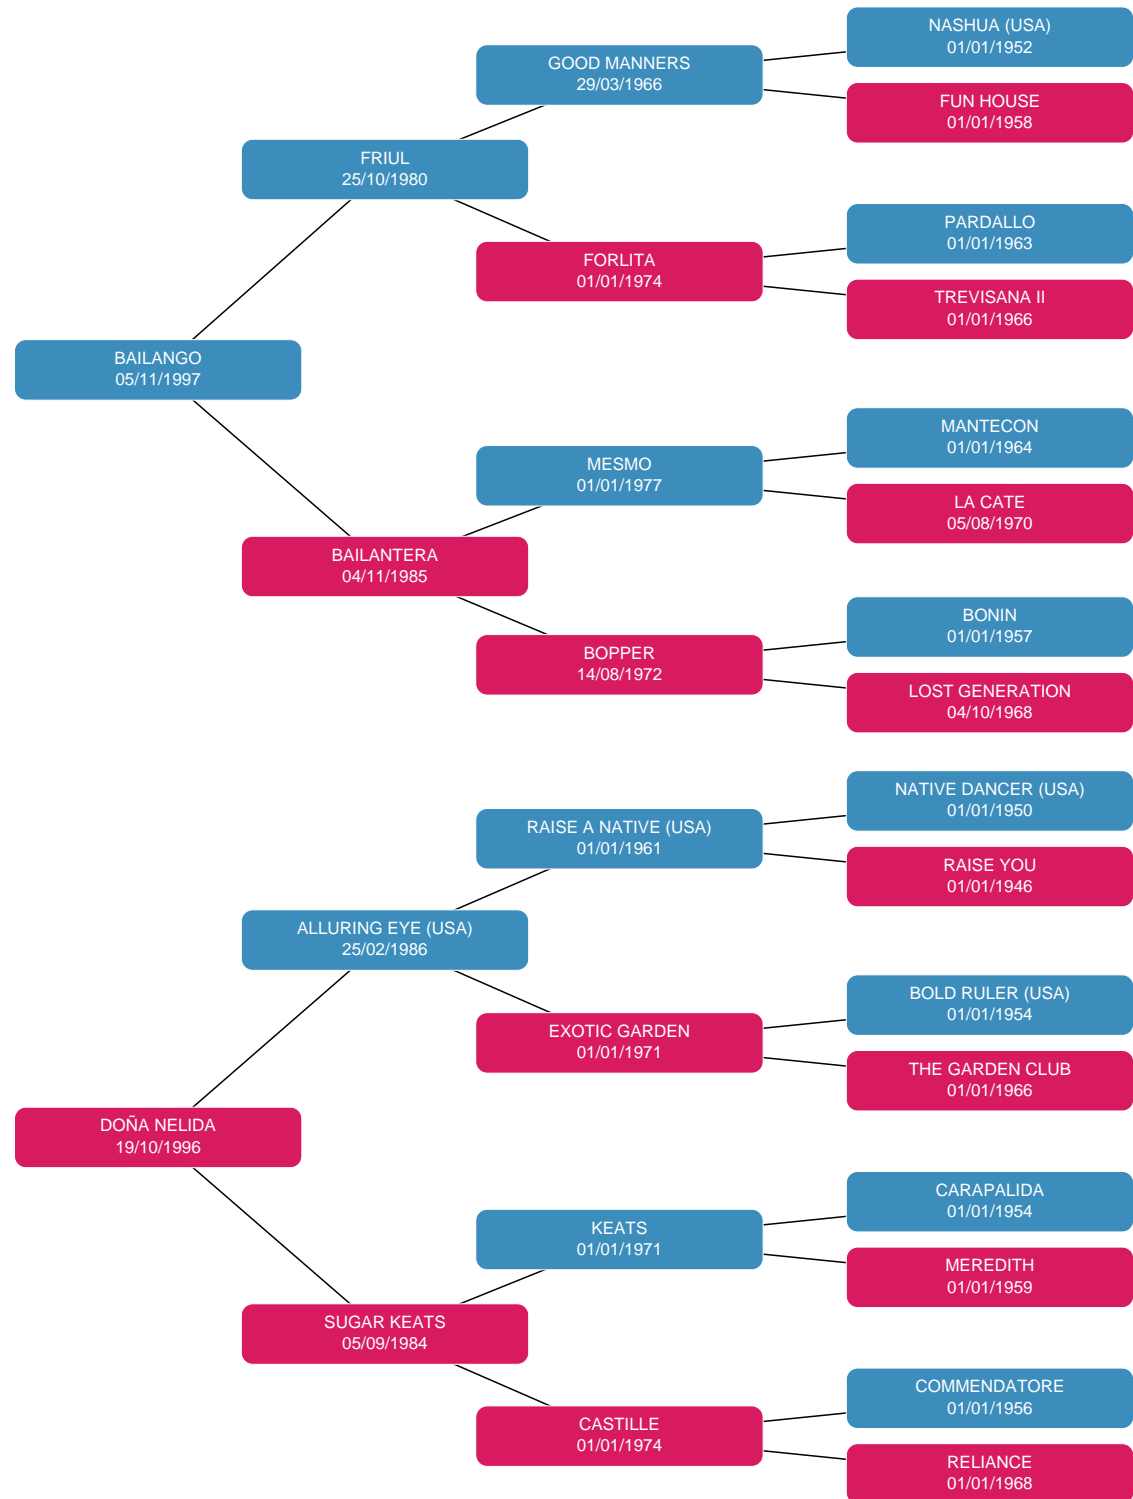 NASHUA (USA)
01/01/1952
GOOD MANNERS
29/03/1966
FUN HOUSE
01/01/1958
FRIUL
25/10/1980
PARDALLO
01/01/1963
FORLITA
01/01/1974
TREVISANA II
01/01/1966
BAILANGO
05/11/1997
MANTECON
01/01/1964
MESMO
01/01/1977
LA CATE
05/08/1970
BAILANTERA
04/11/1985
BONIN
01/01/1957
BOPPER
14/08/1972
LOST GENERATION
04/10/1968
NATIVE DANCER (USA)
01/01/1950
RAISE A NATIVE (USA)
01/01/1961
RAISE YOU
01/01/1946
ALLURING EYE (USA)
25/02/1986
BOLD RULER (USA)
01/01/1954
EXOTIC GARDEN
01/01/1971
THE GARDEN CLUB
01/01/1966
DOÑA NELIDA
19/10/1996
CARAPALIDA
01/01/1954
KEATS
01/01/1971
MEREDITH
01/01/1959
SUGAR KEATS
05/09/1984
COMMENDATORE
01/01/1956
CASTILLE
01/01/1974
RELIANCE
01/01/1968